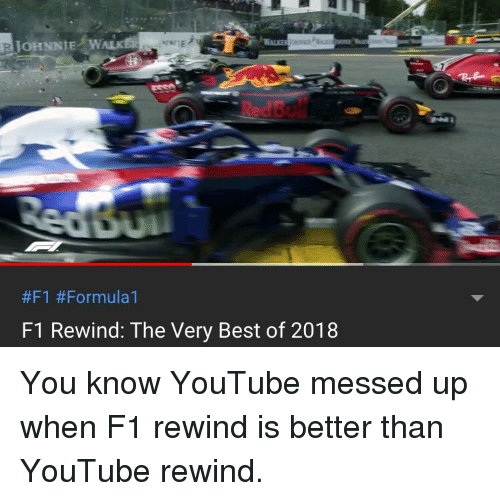 JOHNNIE WALKER
Red Bull
Red Bull
F1
#F1 #Formula1
F1 Rewind: The Very Best of 2018
You know YouTube messed up
when F1 rewind is better than
YouTube rewind.